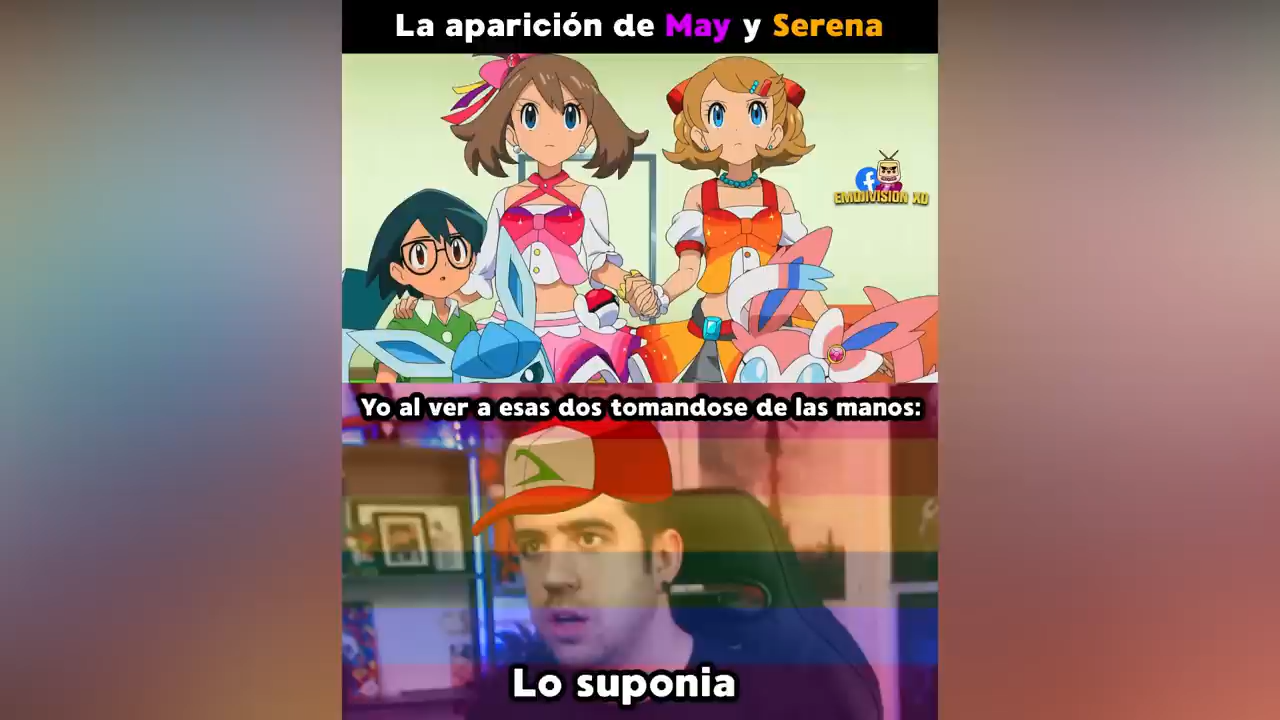 La aparición de May y Serena
EMOJIVISION XD
Yo al ver a esas dos tomandose de las manos:
Lo suponia